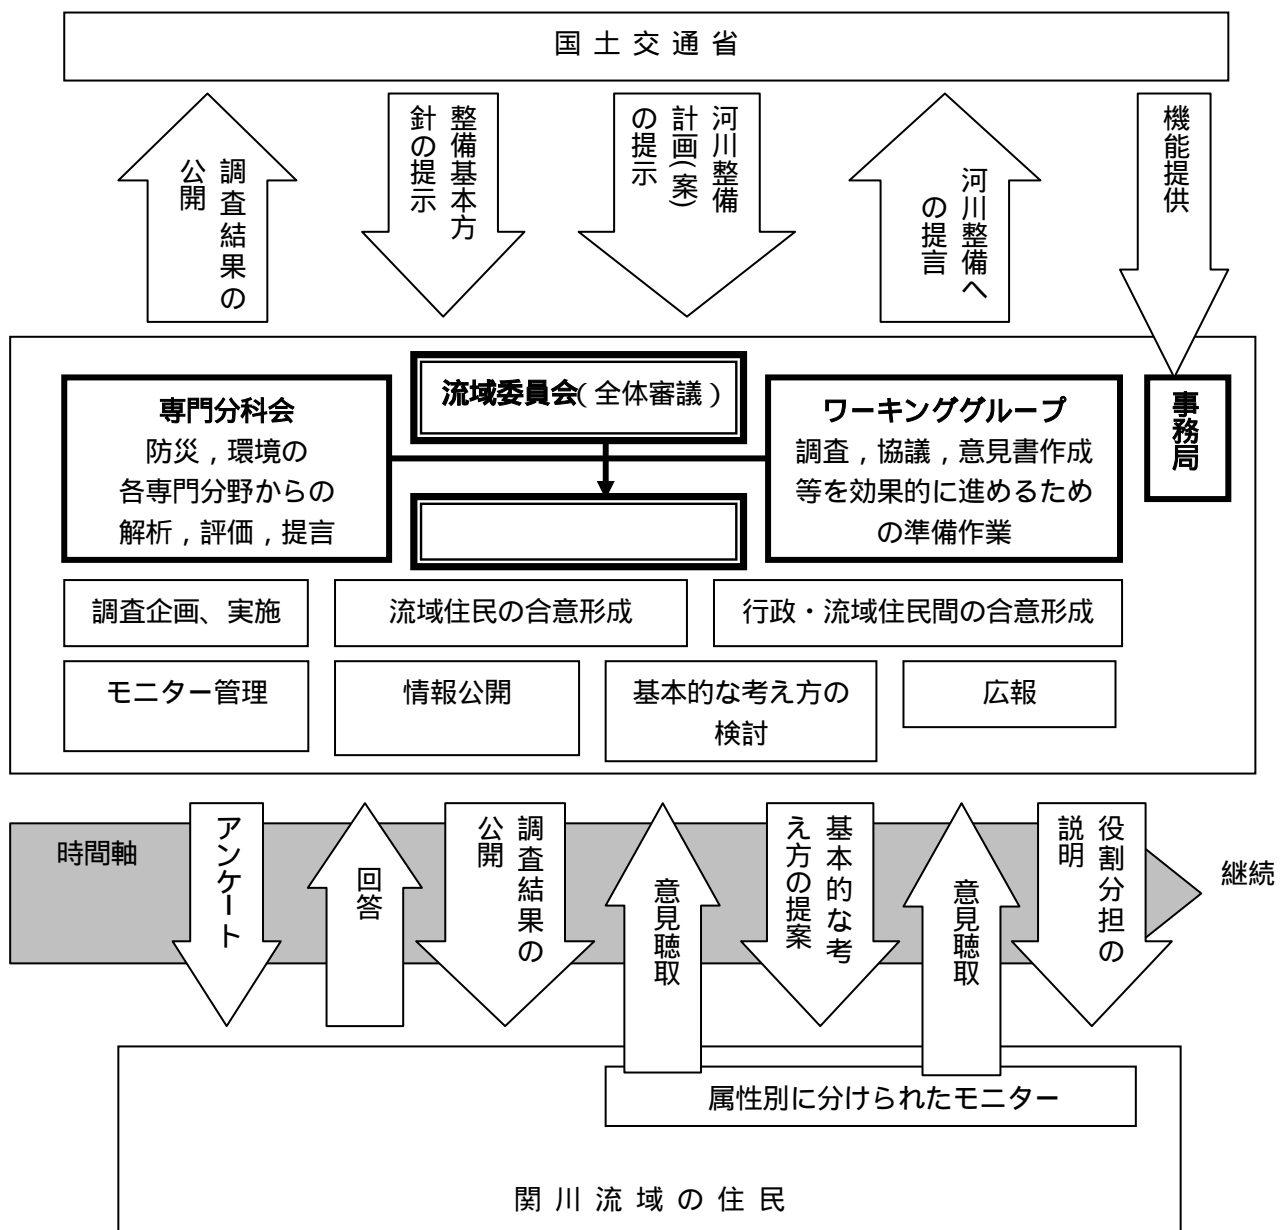 国土交通省
調査結果の
公開
整備基本方
針の提示
河川整備
計画(案)
の提示
河川整備へ
の提言
機能提供
専門分科会
防災，環境の
各専門分野からの
解析，評価，提言
流域委員会(全体審議)
ワーキンググループ
調査，協議，意見書作成
等を効果的に進めるため
の準備作業
事務局
調査企画、実施
流域住民の合意形成
行政・流域住民間の合意形成
モニター管理
情報公開
基本的な考え方の
検討
広報
時間軸
アンケート
回答
調査結果の
公開
意見聴取
基本的な考
え方の提案
意見聴取
役割分担の
説明
継続
属性別に分けられたモニター
関川流域の住民